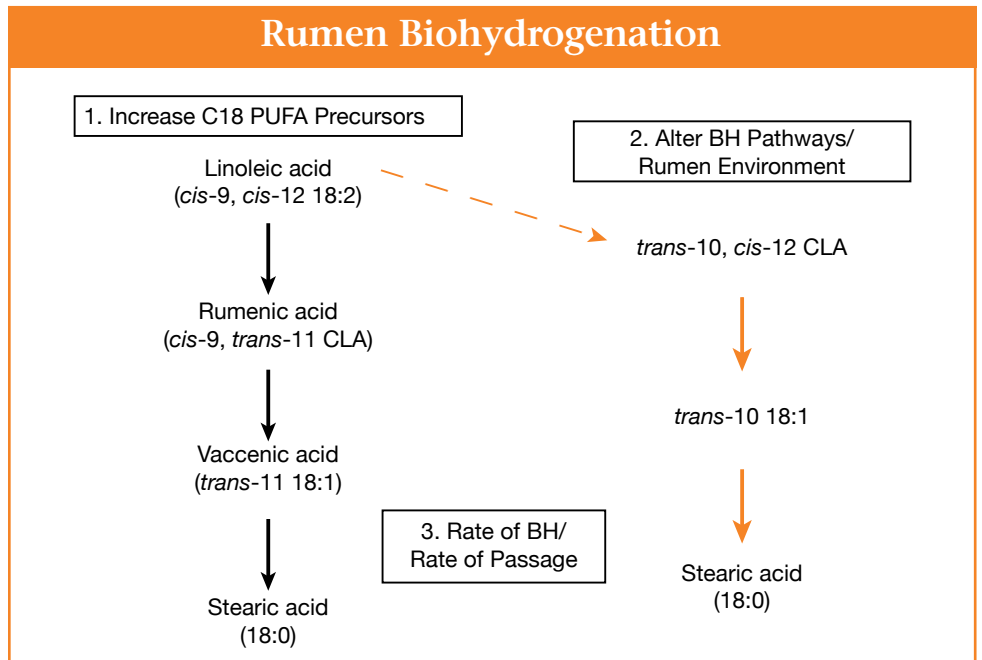 Rumen Biohydrogenation
1. Increase C18 PUFA Precursors
Linoleic acid
(cis-9, cis-12 18:2)
Rumenic acid
(cis-9, trans-11 CLA)
Vaccenic acid
(trans-11 18:1)
Stearic acid
(18:0)
2. Alter BH Pathways/
Rumen Environment
trans-10, cis-12 CLA
trans-10 18:1
Stearic acid
(18:0)
3. Rate of BH/
Rate of Passage